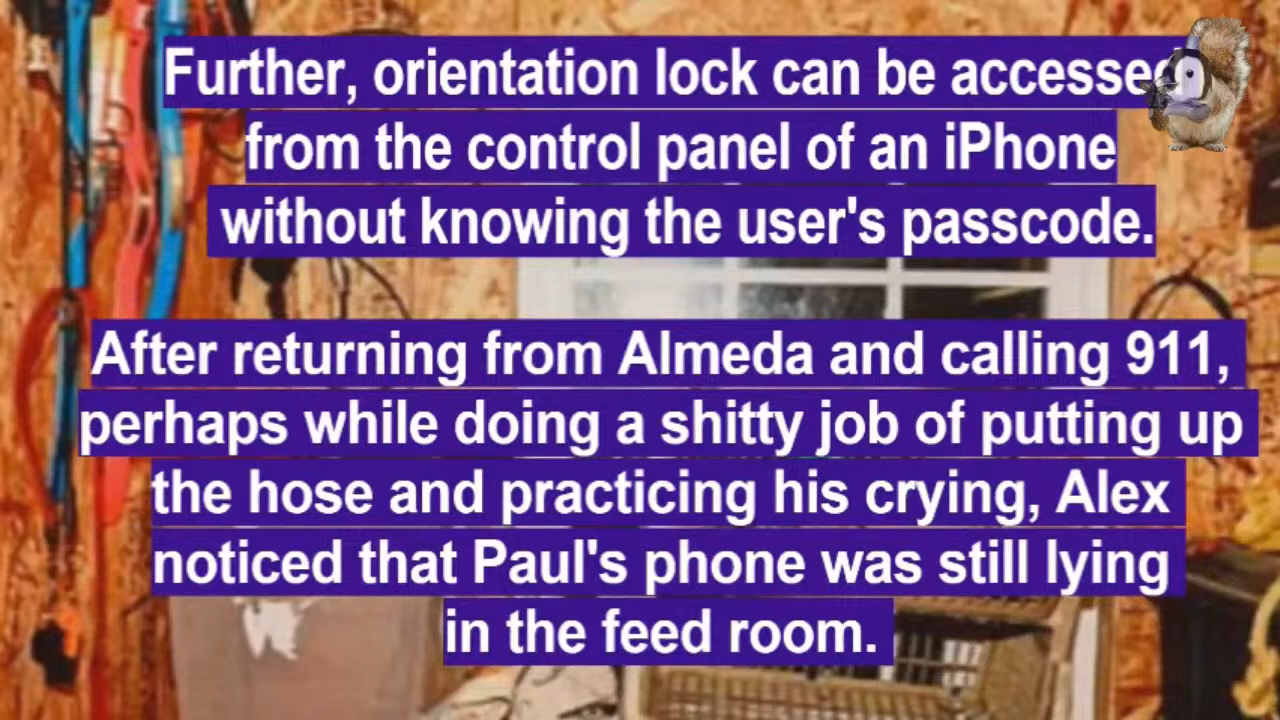 Further, orientation lock can be accessed
from the control panel of an iPhone
without knowing the user's passcode.
After returning from Almeda and calling 911,
perhaps while doing a shitty job of putting up
the hose and practicing his crying, Alex
noticed that Paul's phone was still lying
in the feed room.